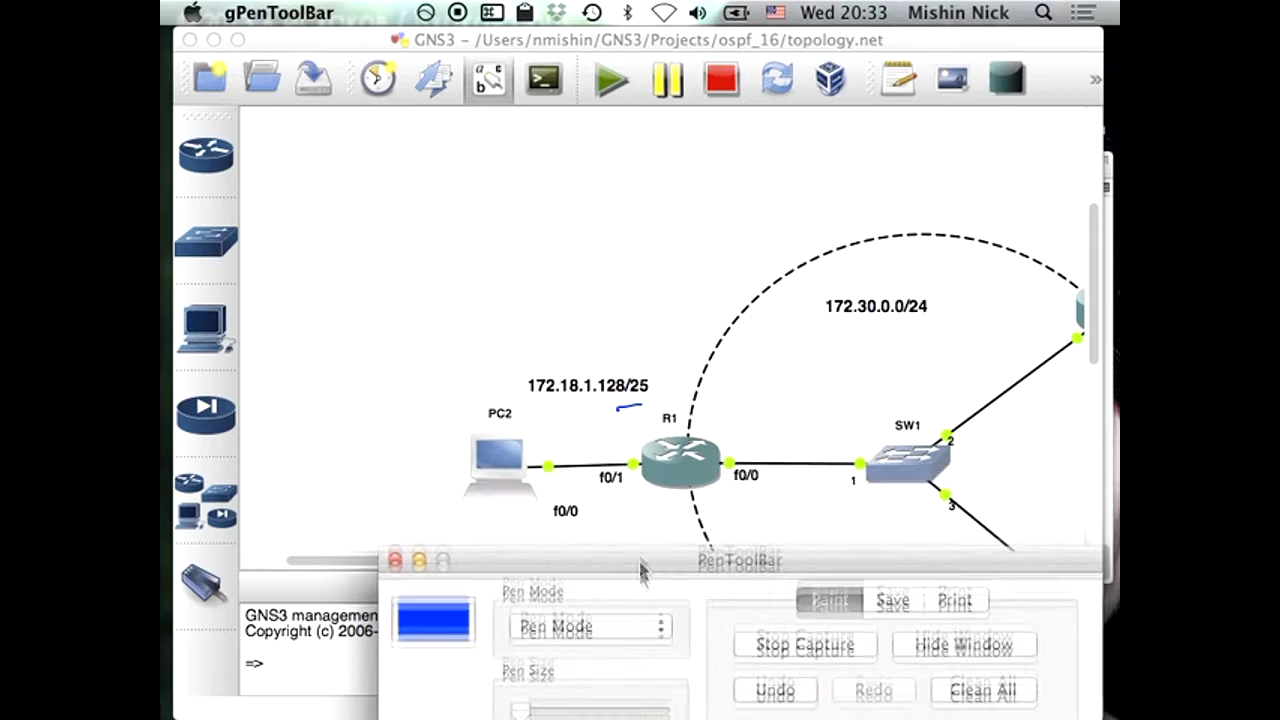 gPenToolBar Wed 20:33 Mishin Nick
GNS3 – /Users/nmishin/GNS3/Projects/ospf_16/topology.net
a c
b
172.30.0.0/24
172.18.1.128/25
PC2
R1
SW1
2
f0/1
f0/0
1
3
f0/0
PenToolBar
GNS3 managemen
Copyright (c) 2006-
=>
Pen Mode
Pen Mode
Pen Size
Paint Save Print
Stop Capture Hide Window
Undo Redo Clean All